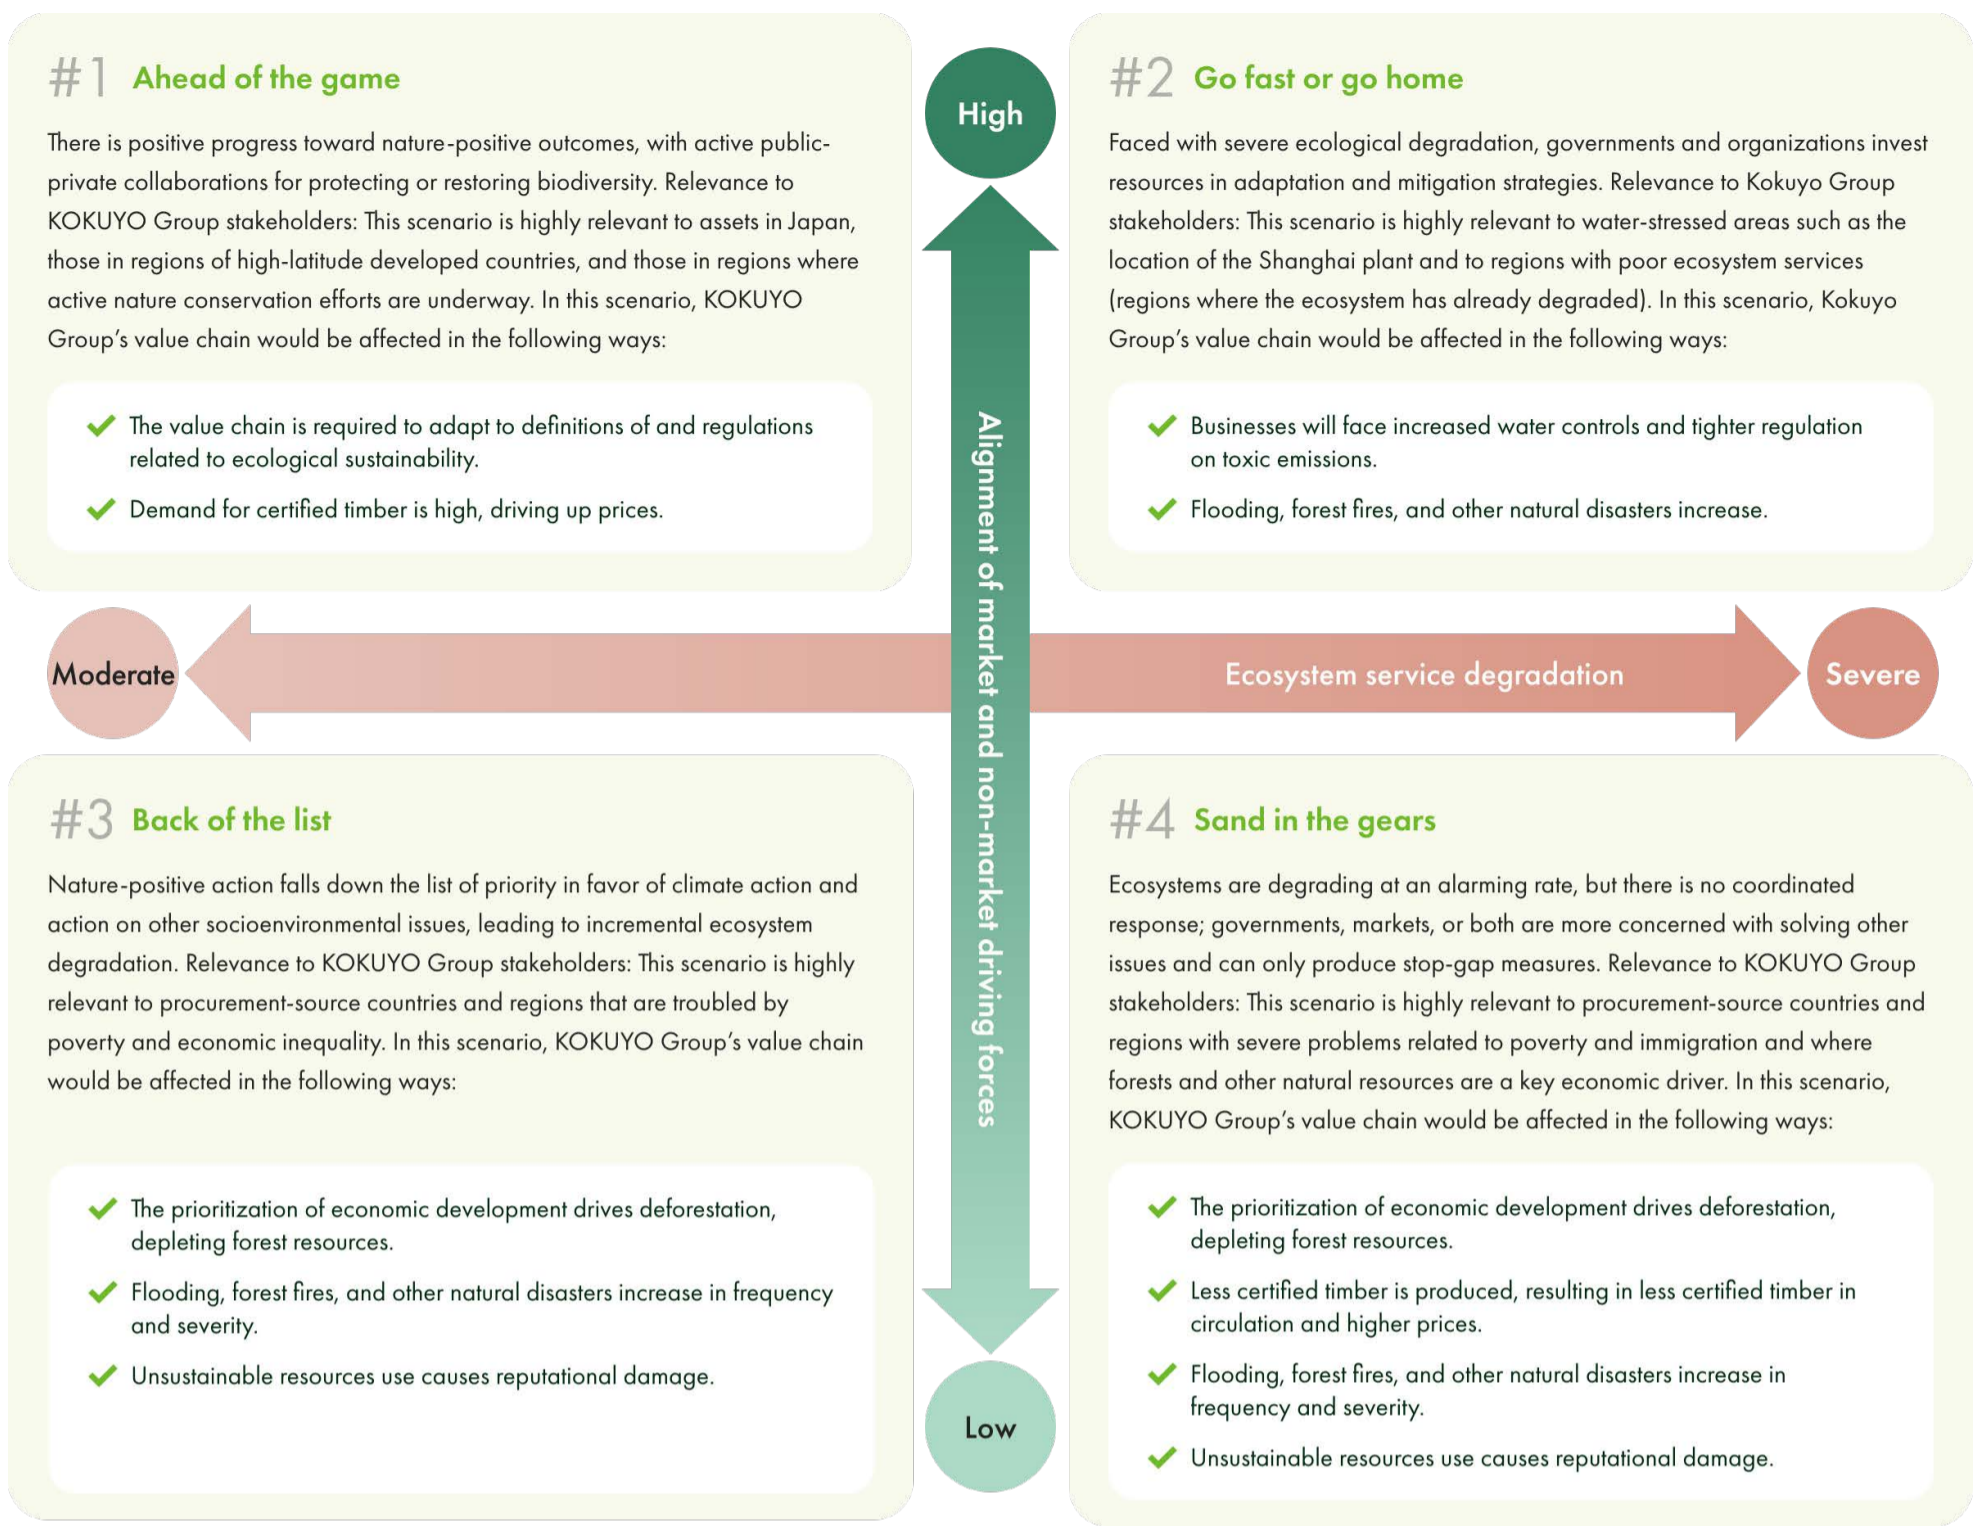 #1 Ahead of the game
There is positive progress toward nature-positive outcomes, with active public-
private collaborations for protecting or restoring biodiversity. Relevance to
KOKUYO Group stakeholders: This scenario is highly relevant to assets in Japan,
those in regions of high-latitude developed countries, and those in regions where
active nature conservation efforts are underway. In this scenario, KOKUYO
Group's value chain would be affected in the following ways:
The value chain is required to adapt to definitions of and regulations
related to ecological sustainability.
Demand for certified timber is high, driving up prices.
High
#2 Go fast or go home
Faced with severe ecological degradation, governments and organizations invest
resources in adaptation and mitigation strategies. Relevance to Kokuyo Group
stakeholders: This scenario is highly relevant to water-stressed areas such as the
location of the Shanghai plant and to regions with poor ecosystem services
(regions where the ecosystem has already degraded). In this scenario, Kokuyo
Group's value chain would be affected in the following ways:
Businesses will face increased water controls and tighter regulation
on toxic emissions.
Flooding, forest fires, and other natural disasters increase.
Alignment of market and non-market driving forces
Moderate
Ecosystem service degradation
Severe
#3 Back of the list
Nature-positive action falls down the list of priority in favor of climate action and
action on other socioenvironmental issues, leading to incremental ecosystem
degradation. Relevance to KOKUYO Group stakeholders: This scenario is highly
relevant to procurement-source countries and regions that are troubled by
poverty and economic inequality. In this scenario, KOKUYO Group's value chain
would be affected in the following ways:
The prioritization of economic development drives deforestation,
depleting forest resources.
Flooding, forest fires, and other natural disasters increase in frequency
and severity.
Unsustainable resources use causes reputational damage.
Low
#4 Sand in the gears
Ecosystems are degrading at an alarming rate, but there is no coordinated
response; governments, markets, or both are more concerned with solving other
issues and can only produce stop-gap measures. Relevance to KOKUYO Group
stakeholders: This scenario is highly relevant to procurement-source countries and
regions with severe problems related to poverty and immigration and where
forests and other natural resources are a key economic driver. In this scenario,
KOKUYO Group's value chain would be affected in the following ways:
The prioritization of economic development drives deforestation,
depleting forest resources.
Less certified timber is produced, resulting in less certified timber in
circulation and higher prices.
Flooding, forest fires, and other natural disasters increase in
frequency and severity.
Unsustainable resources use causes reputational damage.